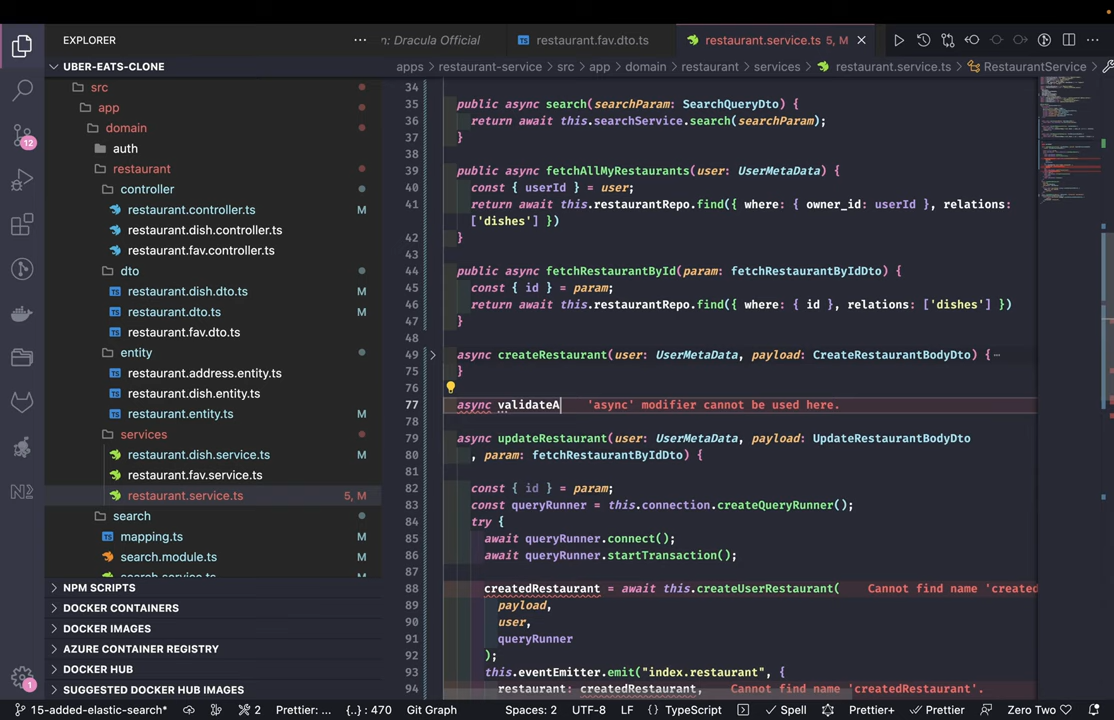 EXPLORER
n: Dracula Official
restaurant.fav.dto.ts
restaurant.service.ts 5, M
apps > restaurant-service > src > app > domain > restaurant > services > restaurant.service.ts > RestaurantService
UBER-EATS-CLONE
src
app
domain
auth
restaurant
controller
restaurant.controller.ts M
restaurant.dish.controller.ts
restaurant.fav.controller.ts
dto
restaurant.dish.dto.ts M
restaurant.dto.ts M
restaurant.fav.dto.ts
entity
restaurant.address.entity.ts
restaurant.dish.entity.ts
restaurant.entity.ts M
services
restaurant.dish.service.ts M
restaurant.fav.service.ts
restaurant.service.ts 5, M
search
mapping.ts M
search.module.ts M
search.service.ts
NPM SCRIPTS
DOCKER CONTAINERS
DOCKER IMAGES
AZURE CONTAINER REGISTRY
DOCKER HUB
SUGGESTED DOCKER HUB IMAGES
12
1
34
35 public async search(searchParam: SearchQueryDto) {
36 return await this.searchService.search(searchParam);
37 }
38
39 public async fetchAllMyRestaurants(user: UserMetaData) {
40 const { userId } = user;
41 return await this.restaurantRepo.find({ where: { owner_id: userId }, relations:
['dishes'] })
42 }
43
44 public async fetchRestaurantById(param: fetchRestaurantByIdDto) {
45 const { id } = param;
46 return await this.restaurantRepo.find({ where: { id }, relations: ['dishes'] })
47 }
48
49 async createRestaurant(user: UserMetaData, payload: CreateRestaurantBodyDto) {⋯
75 }
76
77 async validateA 'async' modifier cannot be used here.
78
79 async updateRestaurant(user: UserMetaData, payload: UpdateRestaurantBodyDto
80 , param: fetchRestaurantByIdDto) {
81
82 const { id } = param;
83 const queryRunner = this.connection.createQueryRunner();
84 try {
85 await queryRunner.connect();
86 await queryRunner.startTransaction();
87
88 createdRestaurant = await this.createUserRestaurant( Cannot find name 'created
89 payload,
90 user,
91 queryRunner
92 );
93 this.eventEmitter.emit("index.restaurant", {
94 restaurant: createdRestaurant, Cannot find name 'createdRestaurant'.
15-added-elastic-search* 2 Prettier: ... {..} : 470 Git Graph Spaces: 2 UTF-8 LF TypeScript Spell Prettier+ Prettier Zero Two